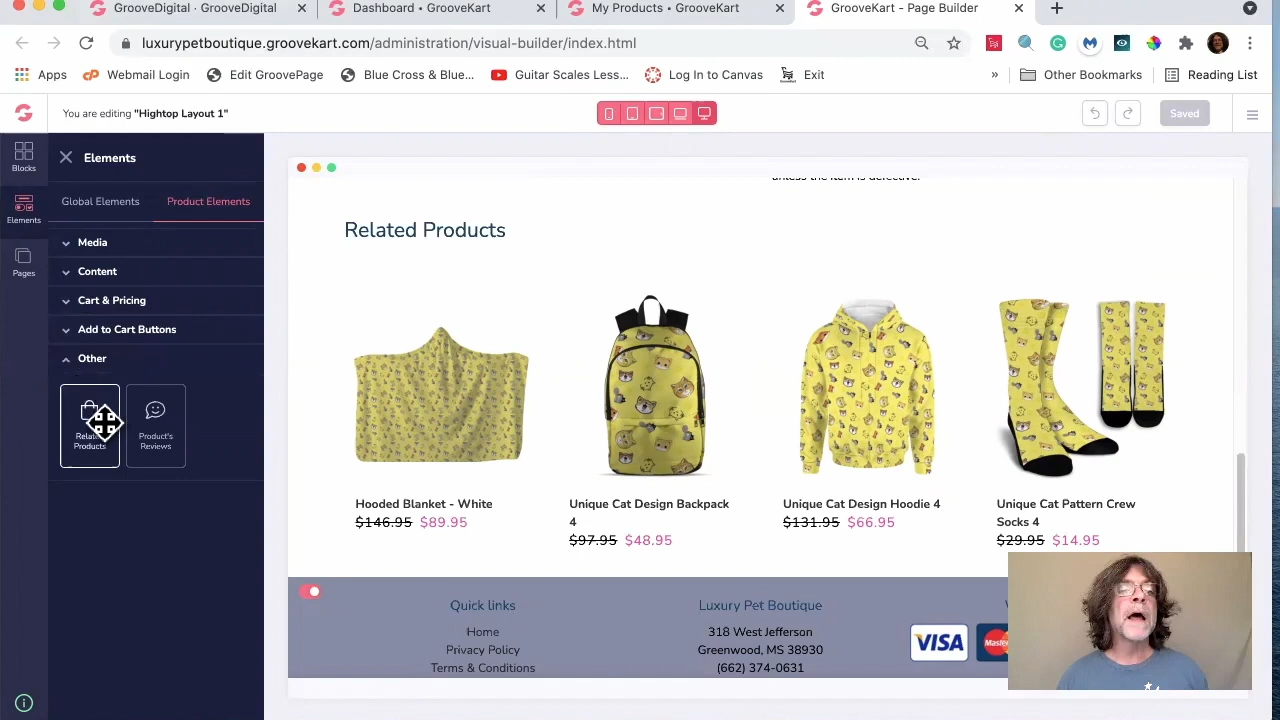 GrooveDigital · GrooveDigital
Dashboard • GrooveKart
My Products • GrooveKart
GrooveKart - Page Builder
luxurypetboutique.groovekart.com/administration/visual-builder/index.html
Apps
Webmail Login
Edit GroovePage
Blue Cross & Blue...
Guitar Scales Less...
Log In to Canvas
Exit
»
Other Bookmarks
Reading List
You are editing "Hightop Layout 1"
Saved
Blocks
Elements
Pages
Elements
Global Elements
Product Elements
Media
Content
Cart & Pricing
Add to Cart Buttons
Other
Products
Product's
Reviews
unless the item is defective.
Related Products
Hooded Blanket - White
$146.95 $89.95
Unique Cat Design Backpack
4
$97.95 $48.95
Unique Cat Design Hoodie 4
$131.95 $66.95
Unique Cat Pattern Crew
Socks 4
$29.95 $14.95
Quick links
Home
Privacy Policy
Terms & Conditions
Luxury Pet Boutique
318 West Jefferson
Greenwood, MS 38930
(662) 374-0631
VISA